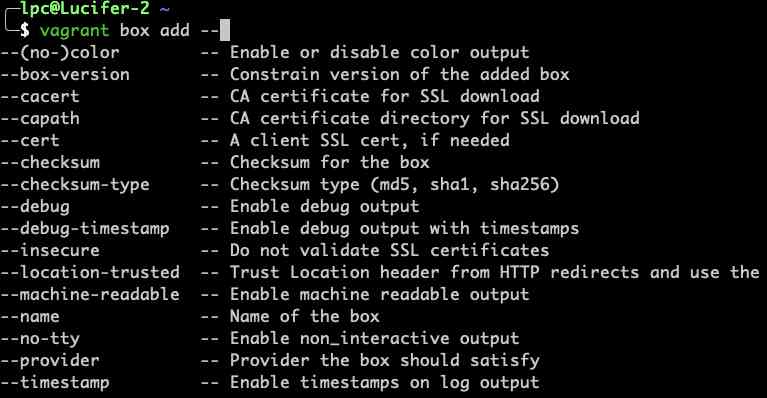 lpc@Lucifer-2 ~
$ vagrant box add --
--(no-)color -- Enable or disable color output
--box-version -- Constrain version of the added box
--cacert -- CA certificate for SSL download
--capath -- CA certificate directory for SSL download
--cert -- A client SSL cert, if needed
--checksum -- Checksum for the box
--checksum-type -- Checksum type (md5, sha1, sha256)
--debug -- Enable debug output
--debug-timestamp -- Enable debug output with timestamps
--insecure -- Do not validate SSL certificates
--location-trusted -- Trust Location header from HTTP redirects and use the
--machine-readable -- Enable machine readable output
--name -- Name of the box
--no-tty -- Enable non_interactive output
--provider -- Provider the box should satisfy
--timestamp -- Enable timestamps on log output